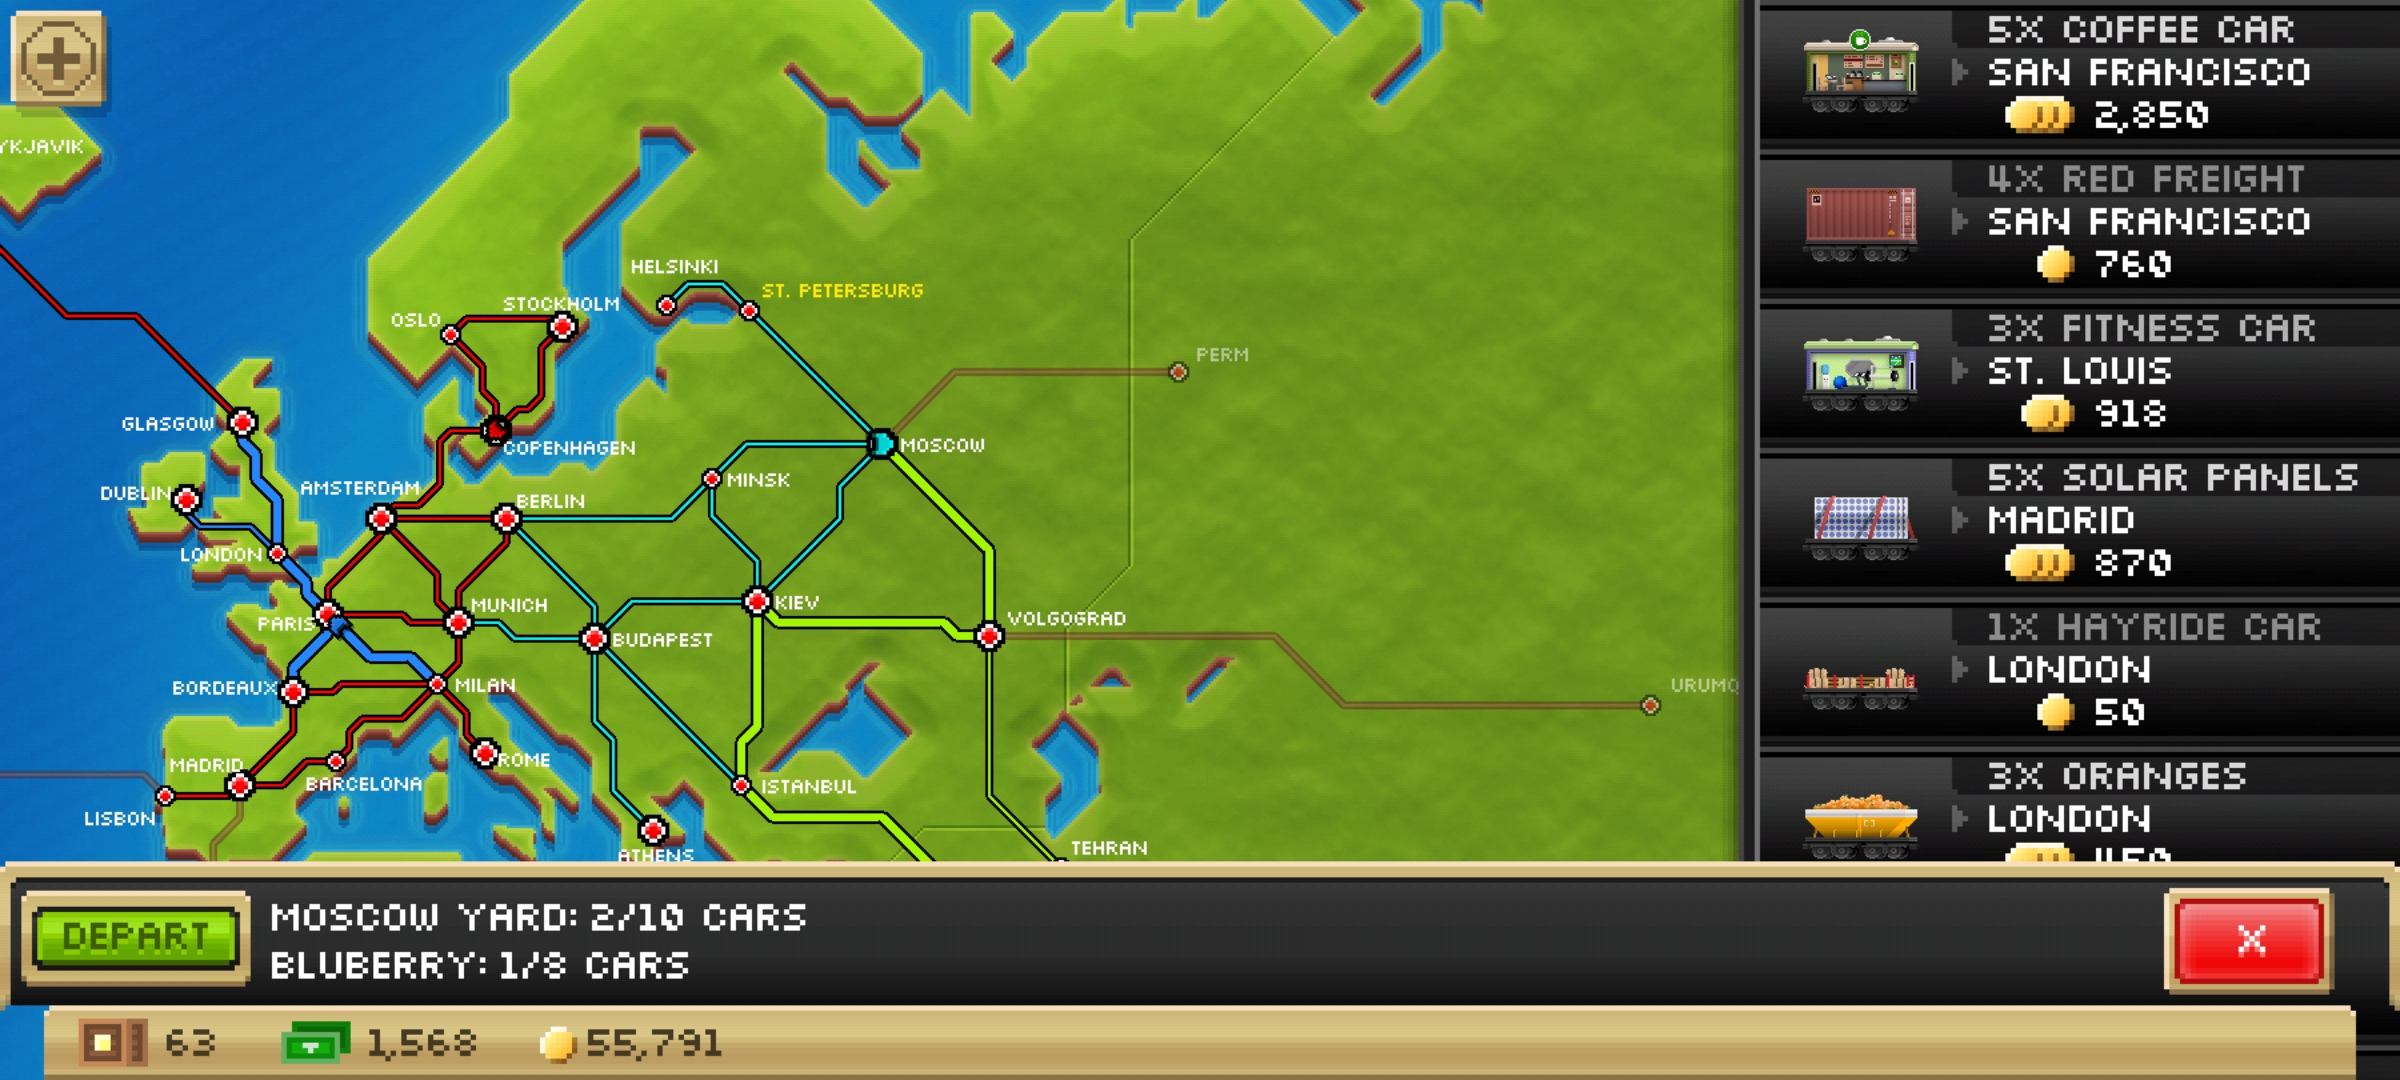 YKJAVIK
HELSINKI
ST. PETERSBURG
STOCKHOLM
OSLO
PERM
GLASGOW
COPENHAGEN
MOSCOW
MINSK
AMSTERDAM
DUBLIN
BERLIN
LONDON
MUNICH
KIEV
PARIS
VOLGOGRAD
BUDAPEST
BORDEAUX
MILAN
URUMQ
ROME
MADRID
BARCELONA
ISTANBUL
LISBON
ATHENS
TEHRAN
5X COFFEE CAR
SAN FRANCISCO
2,850
4X RED FREIGHT
SAN FRANCISCO
760
3X FITNESS CAR
ST. LOUIS
918
5X SOLAR PANELS
MADRID
870
1X HAYRIDE CAR
LONDON
50
3X ORANGES
LONDON
450
DEPART
MOSCOW YARD: 2/10 CARS
BLUBERRY: 1/8 CARS
X
63
1,568
55,791